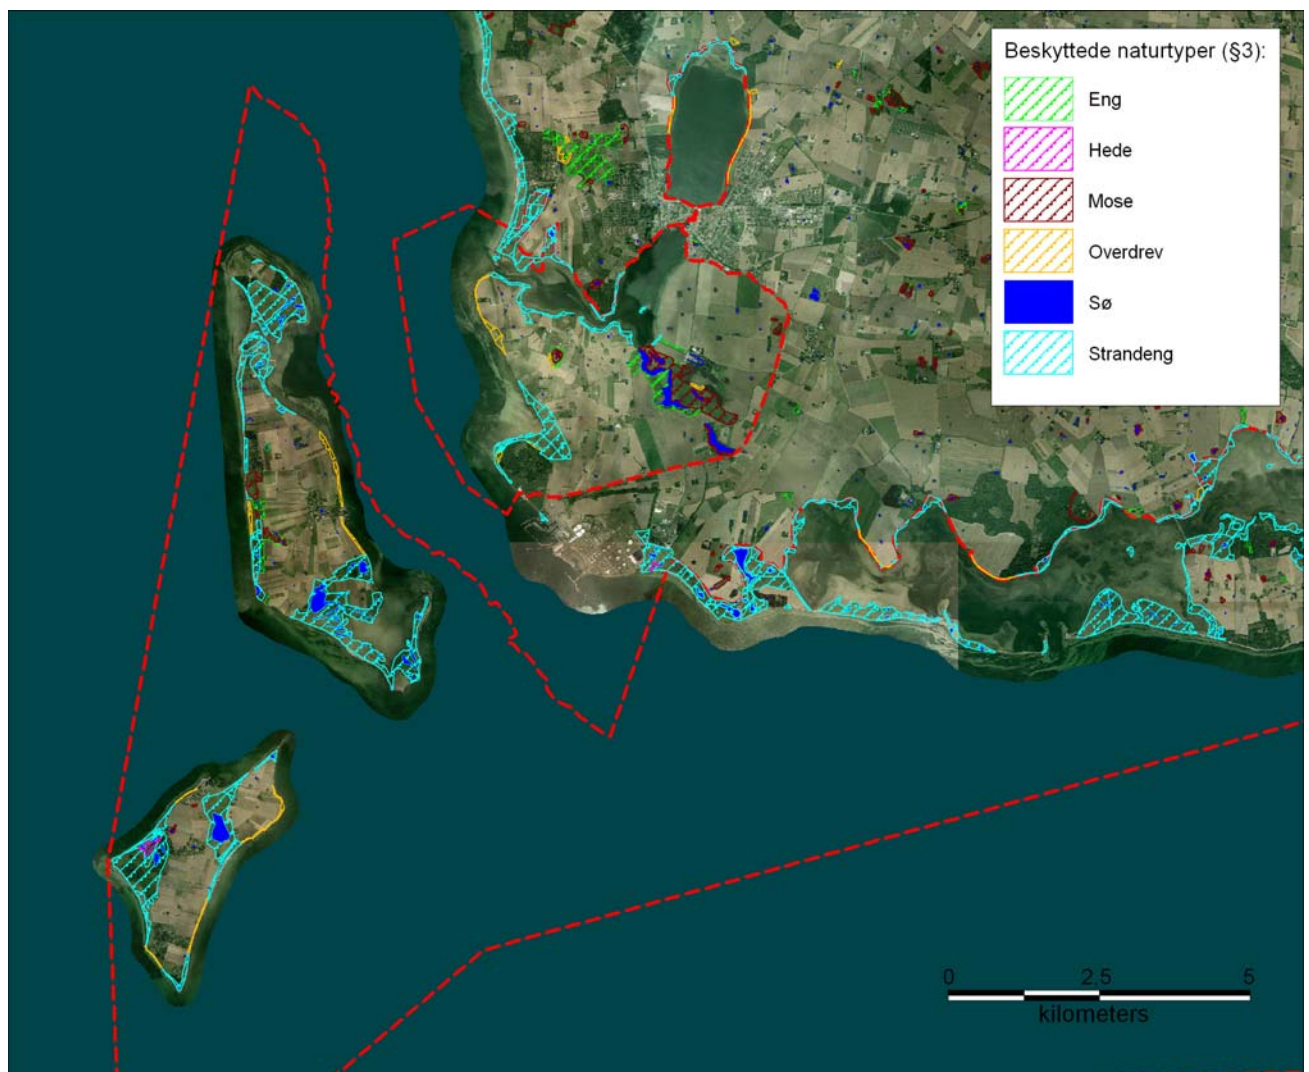 Beskyttede naturtyper (§3):
Eng
Hede
Mose
Overdrev
Sø
Strandeng
0 2,5 5
kilometers